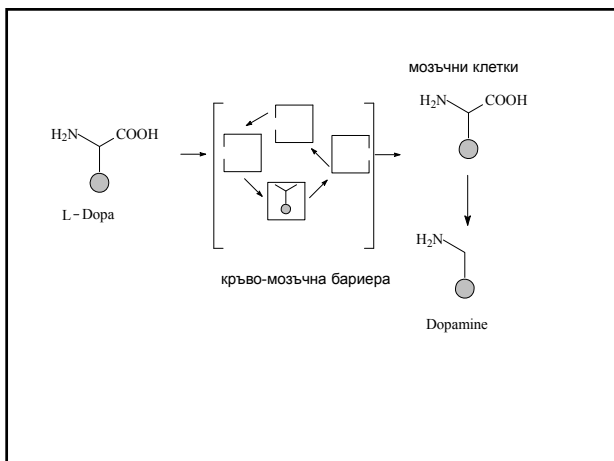 мозъчни клетки
H₂N COOH
H₂N COOH
L-Dopa
кръво-мозъчна бариера
H₂N
Dopamine